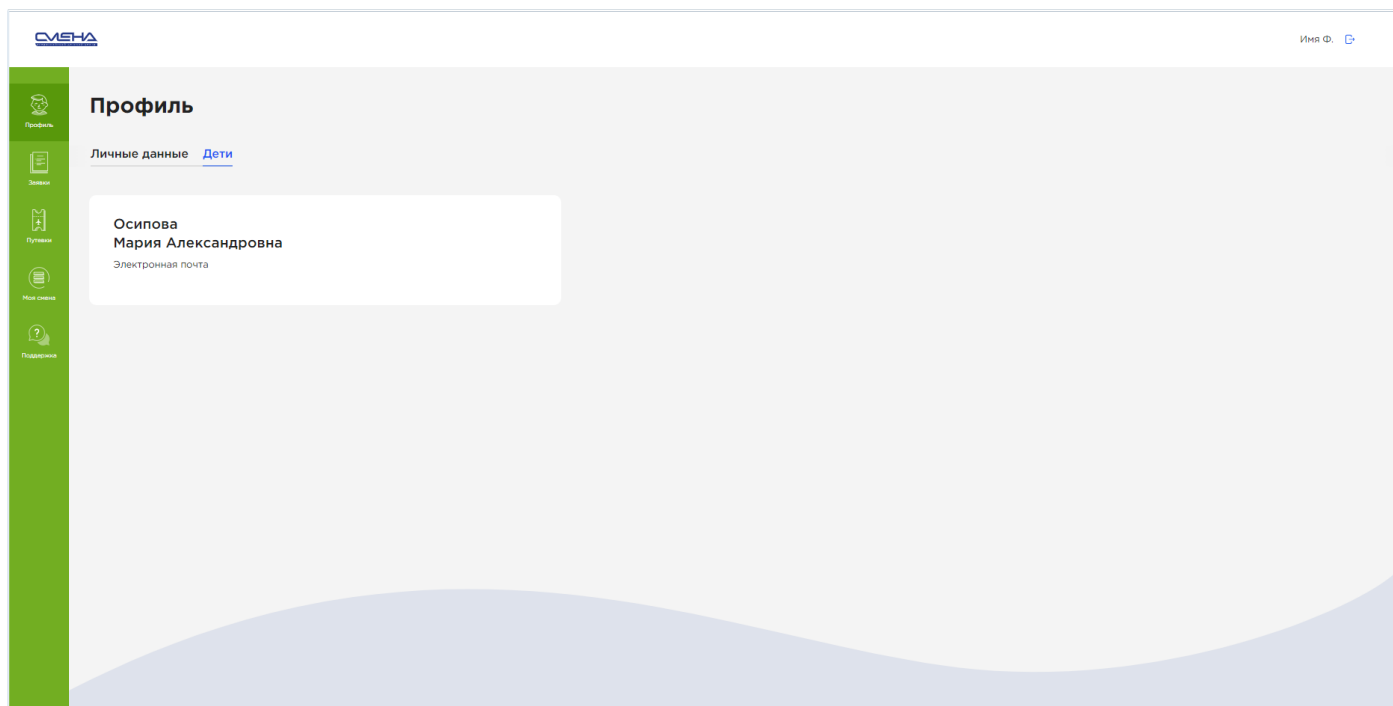 СМЕНА
Имя Ф.
Профиль
Профиль
Личные данные Дети
Заявки
Осипова
Мария Александровна
Путевки
Электронная почта
Моя смена
Поддержка